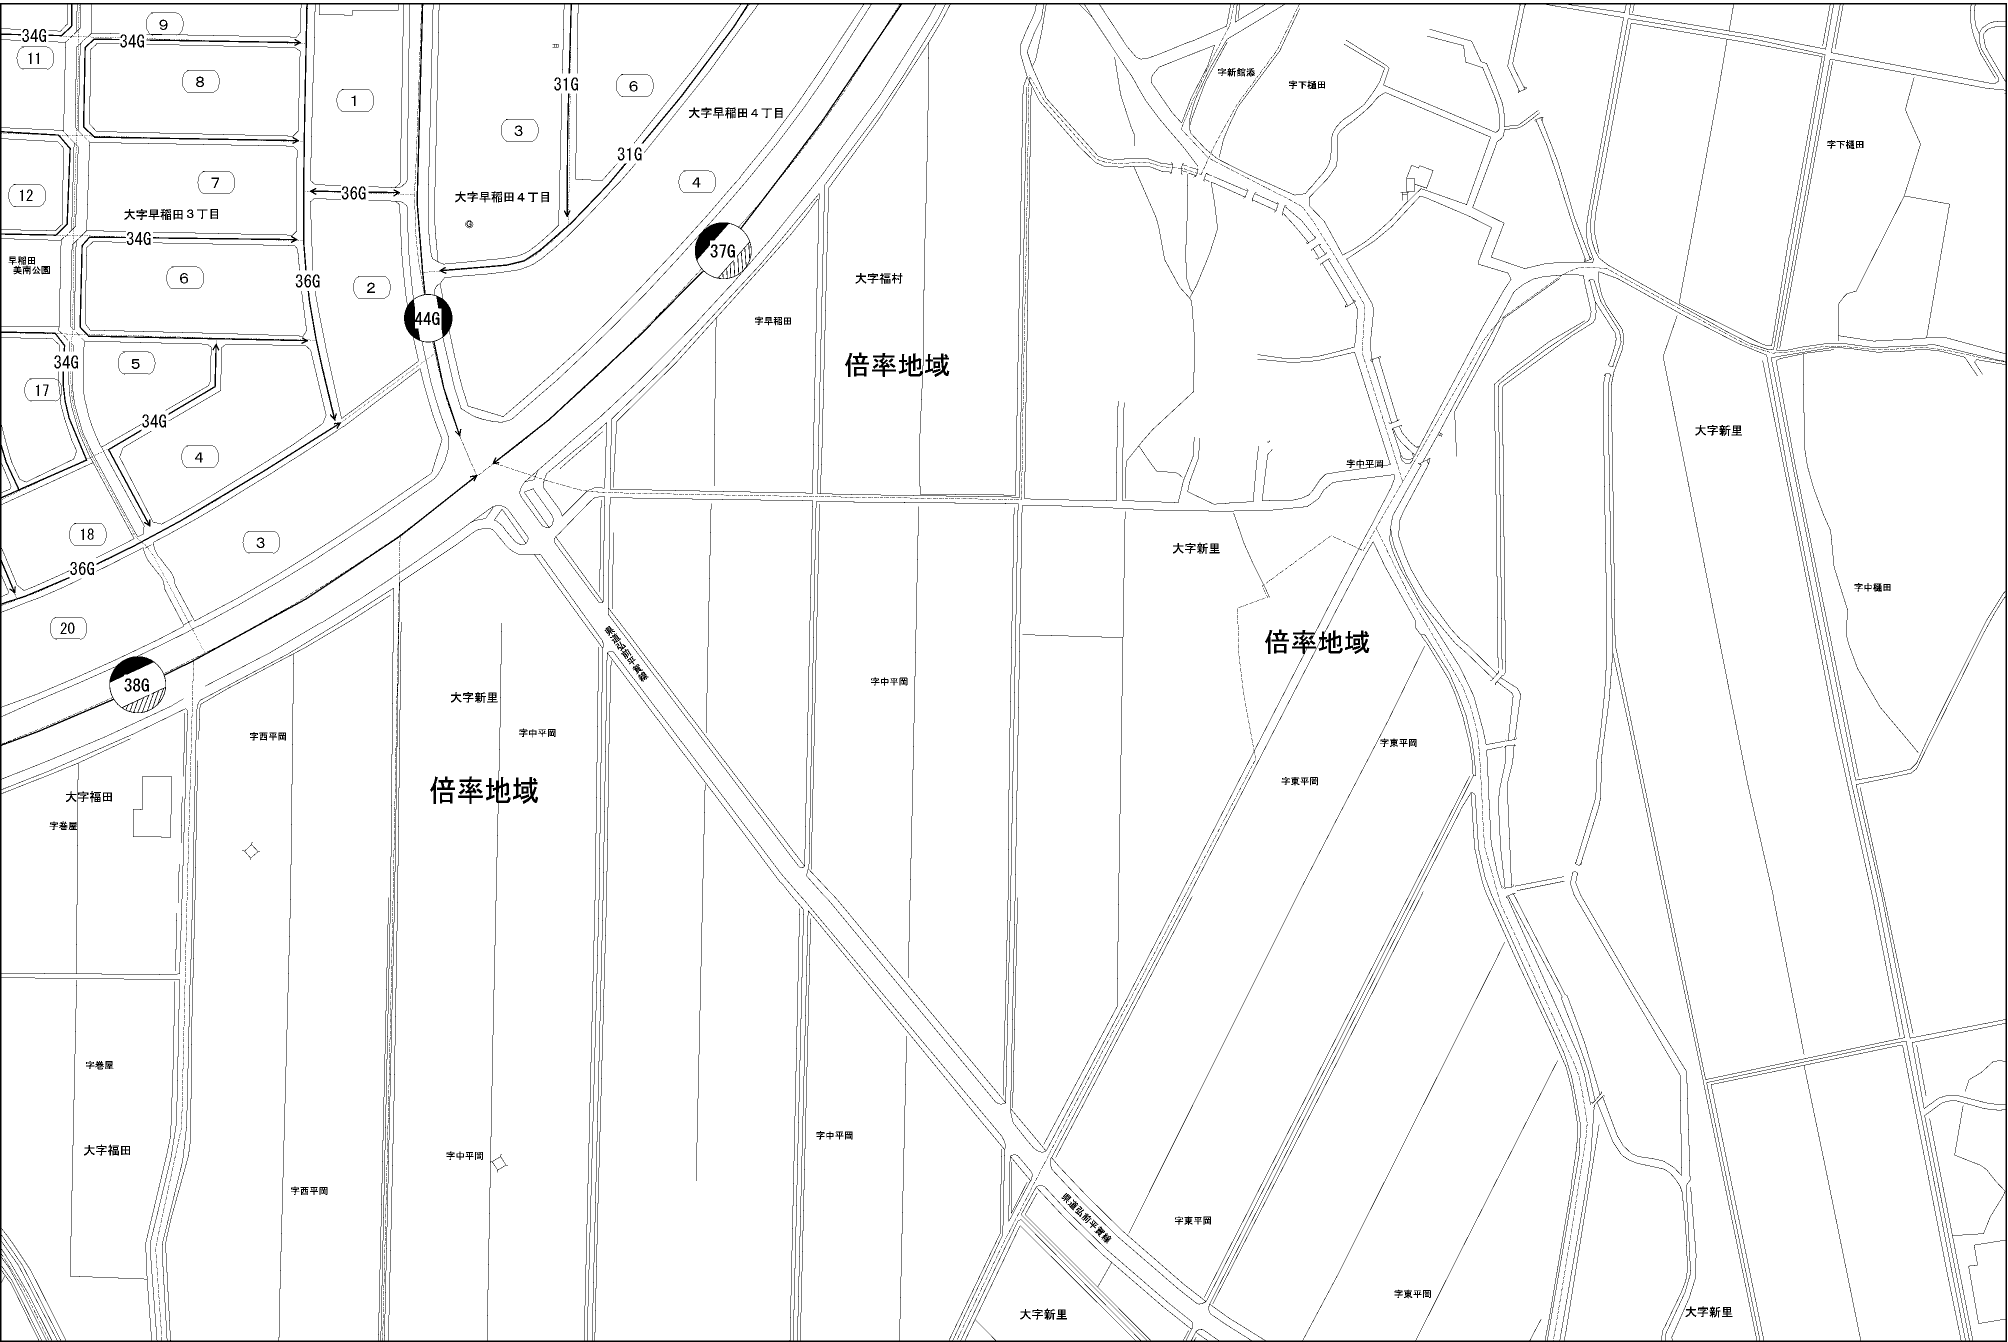 34G
9
34G
11
8
1
31G
6
3
大字早稲田４丁目
31G
4
12
7
36G
大字早稲田４丁目
大字早稲田３丁目
34G
早稲田
美南公園
6
36G
2
44G
37G
大字福村
字早稲田
倍率地域
字新館添
字下樋田
字下樋田
34G
5
17
34G
4
18
3
36G
20
38G
大字新里
字中平岡
大字新里
字中樋田
倍率地域
県道弘前平賀線
字中平岡
大字新里
字西平岡
字中平岡
倍率地域
字東平岡
字東平岡
大字福田
字巻屋
字巻屋
大字福田
字中平岡
字西平岡
字中平岡
県道弘前平賀線
字東平岡
字東平岡
大字新里
大字新里